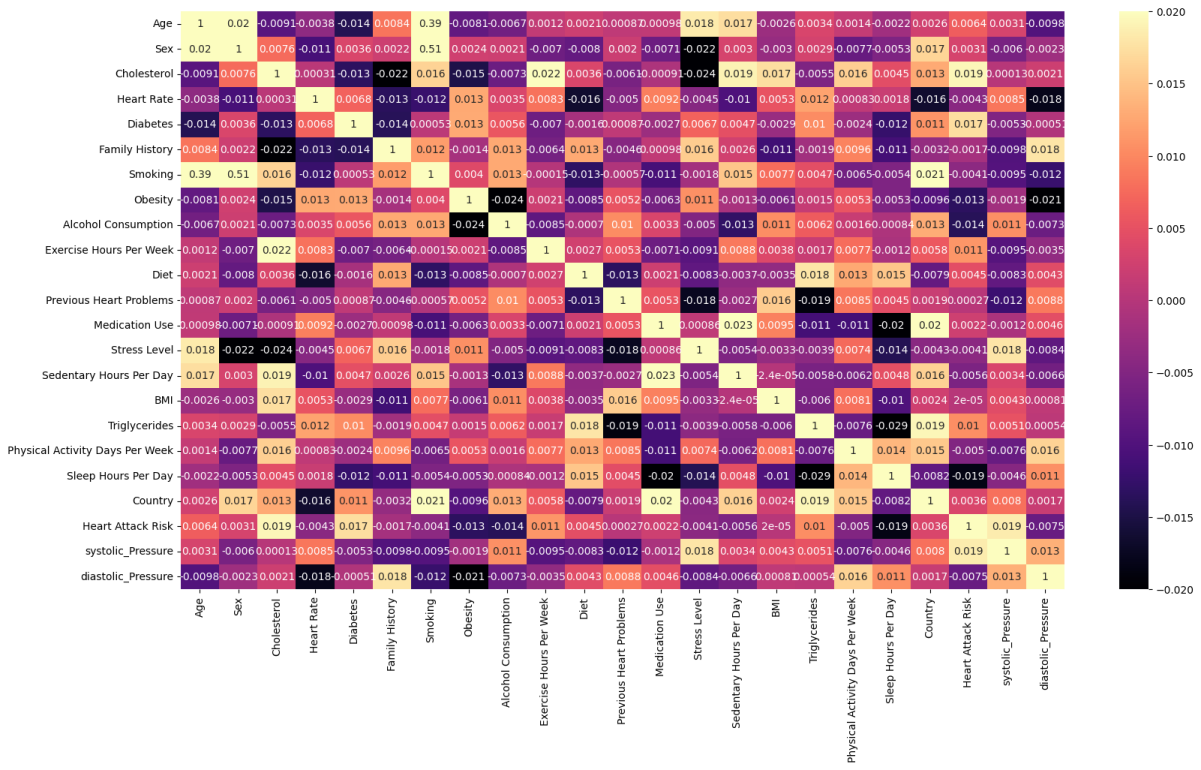 Age 1 0.02 -0.0091 -0.0038 -0.014 0.0084 0.39 -0.0081 -0.0067 0.0012 0.0021 0.00087 0.00098 0.018 0.017 -0.0026 0.0034 0.0014 -0.0022 0.0026 0.0064 0.0031 -0.0098
Sex 0.02 1 0.0076 -0.011 0.0036 0.0022 0.51 0.0024 0.0021 -0.007 -0.008 0.002 -0.0071 -0.022 0.003 -0.003 0.0029 -0.0077 -0.0053 0.017 0.0031 -0.006 -0.0023
Cholesterol -0.0091 0.0076 1 0.00031 -0.013 -0.022 0.016 -0.015 -0.0073 0.022 0.0036 -0.0061 -0.00091 -0.024 0.019 0.017 -0.0055 0.016 0.0045 0.013 0.019 0.00013 0.0021
Heart Rate -0.0038 -0.011 0.00031 1 0.0068 -0.013 -0.012 0.013 0.0035 0.0083 -0.016 -0.005 0.0092 -0.0045 -0.01 0.0053 0.012 0.00083 0.0018 -0.016 -0.0043 0.0085 -0.018
Diabetes -0.014 0.0036 -0.013 0.0068 1 -0.014 0.00053 0.013 0.0056 -0.007 -0.0016 0.00087 -0.0027 0.0067 0.0047 -0.0029 0.01 -0.0024 -0.012 0.011 0.017 -0.0053 0.00051
Family History 0.0084 0.0022 -0.022 -0.013 -0.014 1 0.012 -0.0014 0.013 -0.0064 0.013 -0.0046 0.00098 0.016 0.0026 -0.011 -0.0019 0.0096 -0.011 -0.0032 -0.0017 -0.0098 0.018
Smoking 0.39 0.51 0.016 -0.012 0.00053 0.012 1 0.004 0.013 -0.00015 -0.013 -0.00057 -0.011 -0.0018 0.015 0.0077 0.0047 -0.0065 -0.0054 0.021 -0.0041 -0.0095 -0.012
Obesity -0.0081 0.0024 -0.015 0.013 0.013 -0.0014 0.004 1 -0.024 0.0021 -0.0085 0.0052 -0.0063 0.011 -0.0013 -0.0061 0.0015 0.0053 -0.0053 -0.0096 -0.013 -0.0019 -0.021
Alcohol Consumption -0.0067 0.0021 -0.0073 0.0035 0.0056 0.013 0.013 -0.024 1 -0.0085 -0.0007 0.01 0.0033 -0.005 -0.013 0.011 0.0062 0.0016 -0.00084 0.013 -0.014 0.011 -0.0073
Exercise Hours Per Week 0.0012 -0.007 0.022 0.0083 -0.007 -0.0064 0.00015 0.0021 -0.0085 1 0.0027 0.0053 -0.0071 -0.0091 0.0088 0.0038 0.0017 0.0077 -0.0012 0.0058 0.011 -0.0095 -0.0035
Diet 0.0021 -0.008 0.0036 -0.016 -0.0016 0.013 -0.013 -0.0085 -0.0007 0.0027 1 -0.013 0.0021 -0.0083 -0.0037 -0.0035 0.018 0.013 0.015 -0.0079 0.0045 -0.0083 0.0043
Previous Heart Problems 0.00087 0.002 -0.0061 -0.005 0.00087 -0.0046 0.00057 0.0052 0.01 0.0053 -0.013 1 0.0053 -0.018 -0.0027 0.016 -0.019 0.0085 0.0045 0.0019 0.00027 -0.012 0.0088
Medication Use 0.00098 -0.0071 -0.00091 0.0092 -0.0027 0.00098 -0.011 -0.0063 0.0033 -0.0071 0.0021 0.0053 1 0.00086 0.023 0.0095 -0.011 -0.011 -0.02 0.02 0.0022 -0.0012 0.0046
Stress Level 0.018 -0.022 -0.024 -0.0045 0.0067 0.016 -0.0018 0.011 -0.005 -0.0091 -0.0083 -0.018 0.00086 1 -0.0054 -0.0033 -0.0039 0.0074 -0.014 -0.0043 -0.0041 0.018 -0.0084
Sedentary Hours Per Day 0.017 0.003 0.019 -0.01 0.0047 0.0026 0.015 -0.0013 -0.013 0.0088 -0.0037 -0.0027 0.023 -0.0054 1 -2.4e-05 -0.0058 -0.0062 0.0048 0.016 -0.0056 0.0034 -0.0066
BMI -0.0026 -0.003 0.017 0.0053 -0.0029 -0.011 0.0077 -0.0061 0.011 0.0038 -0.0035 0.016 0.0095 -0.0033 -2.4e-05 1 -0.006 0.0081 -0.01 0.0024 2e-05 0.0043 0.00081
Triglycerides 0.0034 0.0029 -0.0055 0.012 0.01 -0.0019 0.0047 0.0015 0.0062 0.0017 0.018 -0.019 -0.011 -0.0039 -0.0058 -0.006 1 -0.0076 -0.029 0.019 0.01 0.0051 0.00054
Physical Activity Days Per Week 0.0014 -0.0077 0.016 0.00083 -0.0024 0.0096 -0.0065 0.0053 0.0016 0.0077 0.013 0.0085 -0.011 0.0074 -0.0062 0.0081 -0.0076 1 0.014 0.015 -0.005 -0.0076 0.016
Sleep Hours Per Day -0.0022 -0.0053 0.0045 0.0018 -0.012 -0.011 -0.0054 -0.0053 0.00084 -0.0012 0.015 0.0045 -0.02 -0.014 0.0048 -0.01 -0.029 0.014 1 -0.0082 -0.019 -0.0046 0.011
Country 0.0026 0.017 0.013 -0.016 0.011 -0.0032 0.021 -0.0096 0.013 0.0058 -0.0079 0.0019 0.02 -0.0043 0.016 0.0024 0.019 0.015 -0.0082 1 0.0036 0.008 0.0017
Heart Attack Risk 0.0064 0.0031 0.019 -0.0043 0.017 -0.0017 -0.0041 -0.013 -0.014 0.011 0.0045 0.00027 0.0022 -0.0041 -0.0056 2e-05 0.01 -0.005 -0.019 0.0036 1 0.019 -0.0075
systolic_Pressure 0.0031 -0.006 0.00013 0.0085 -0.0053 -0.0098 -0.0095 -0.0019 0.011 -0.0095 -0.0083 -0.012 -0.0012 0.018 0.0034 0.0043 0.0051 -0.0076 -0.0046 0.008 0.019 1 0.013
diastolic_Pressure -0.0098 -0.0023 0.0021 -0.018 0.00051 0.018 -0.012 -0.021 -0.0073 -0.0035 0.0043 0.0088 0.0046 -0.0084 -0.0066 0.00081 0.00054 0.016 0.011 0.0017 -0.0075 0.013 1
Age
Sex
Cholesterol
Heart Rate
Diabetes
Family History
Smoking
Obesity
Alcohol Consumption
Exercise Hours Per Week
Diet
Previous Heart Problems
Medication Use
Stress Level
Sedentary Hours Per Day
BMI
Triglycerides
Physical Activity Days Per Week
Sleep Hours Per Day
Country
Heart Attack Risk
systolic_Pressure
diastolic_Pressure
0.020
0.015
0.010
0.005
0.000
−0.005
−0.010
−0.015
−0.020